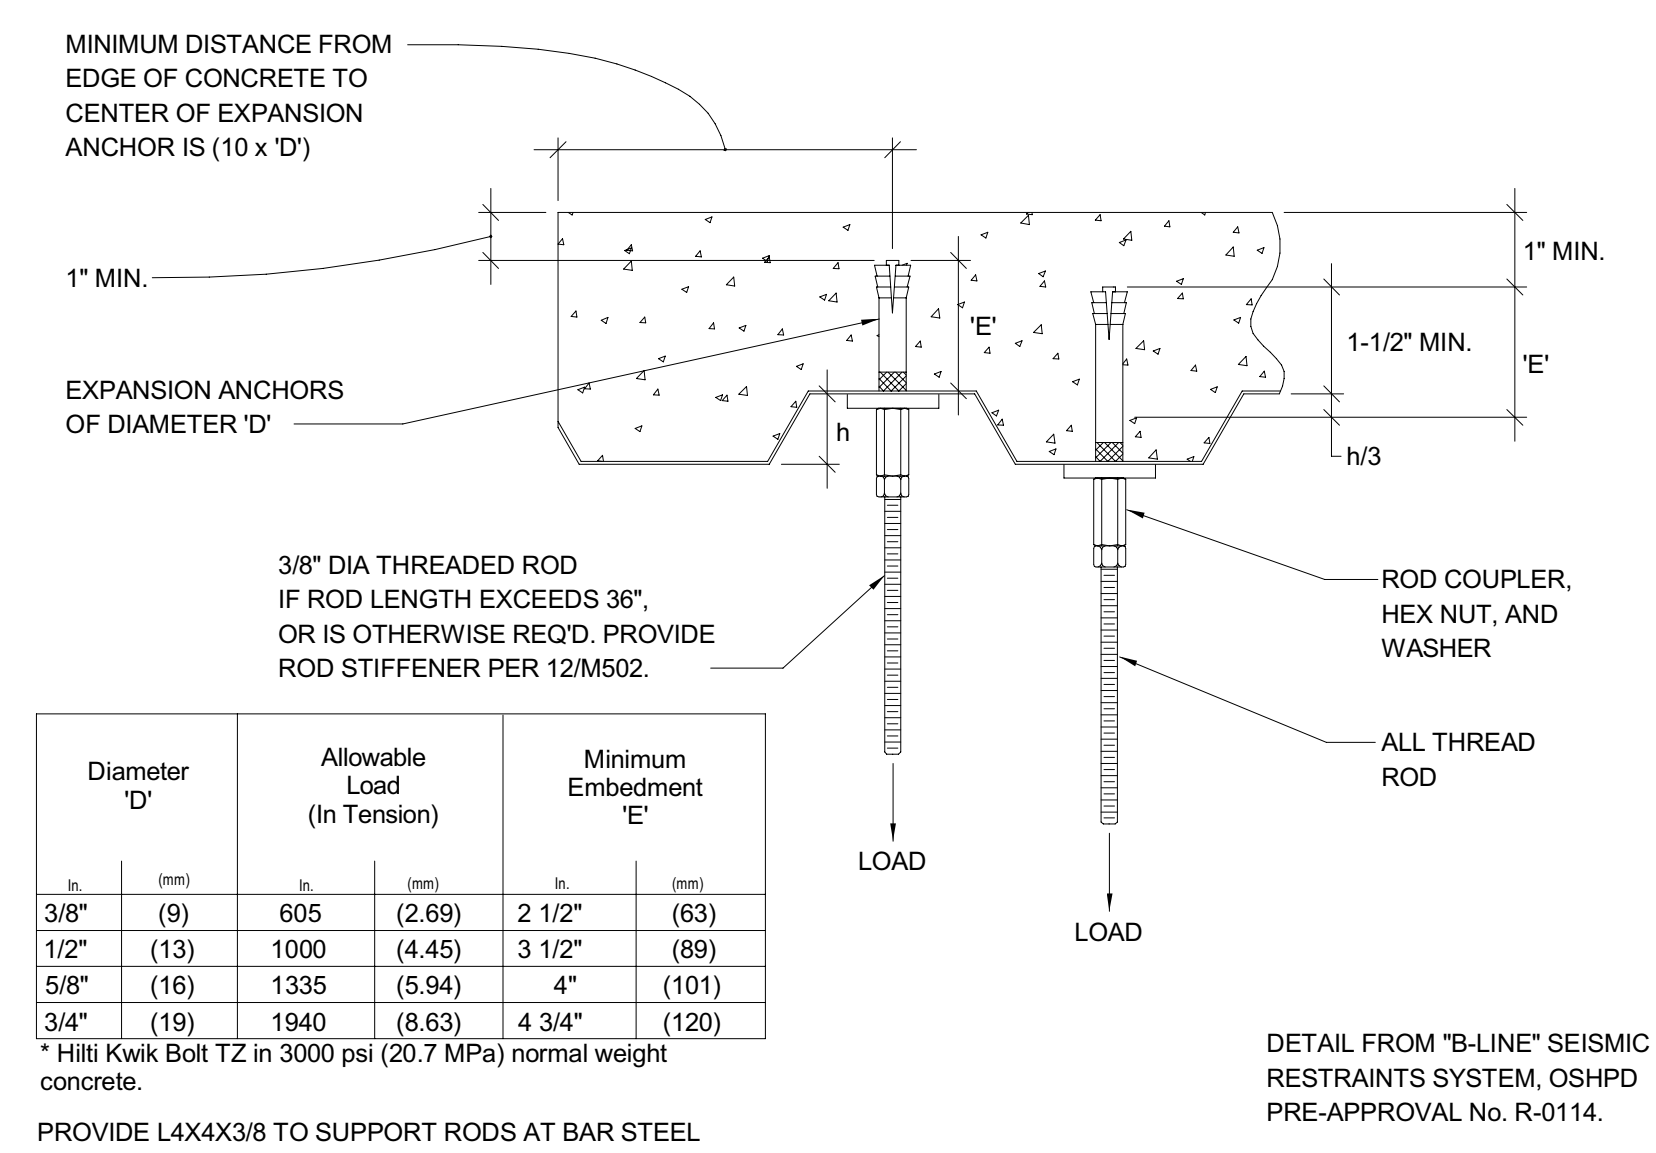 MINIMUM DISTANCE FROM
EDGE OF CONCRETE TO
CENTER OF EXPANSION
ANCHOR IS (10 x 'D')
1" MIN.
1" MIN.
'E'
1-1/2" MIN.
'E'
EXPANSION ANCHORS
OF DIAMETER 'D'
h
h/3
3/8" DIA THREADED ROD
IF ROD LENGTH EXCEEDS 36",
OR IS OTHERWISE REQ'D. PROVIDE
ROD STIFFENER PER 12/M502.
ROD COUPLER,
HEX NUT, AND
WASHER
ALL THREAD
ROD
LOAD
LOAD
Diameter
'D'
Allowable
Load
(In Tension)
Minimum
Embedment
'E'
In. (mm) In. (mm) In. (mm)
3/8" (9) 605 (2.69) 2 1/2" (63)
1/2" (13) 1000 (4.45) 3 1/2" (89)
5/8" (16) 1335 (5.94) 4" (101)
3/4" (19) 1940 (8.63) 4 3/4" (120)
* Hilti Kwik Bolt TZ in 3000 psi (20.7 MPa) normal weight
concrete.
PROVIDE L4X4X3/8 TO SUPPORT RODS AT BAR STEEL
DETAIL FROM "B-LINE" SEISMIC
RESTRAINTS SYSTEM, OSHPD
PRE-APPROVAL No. R-0114.